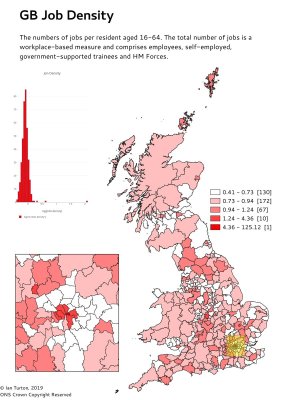 GB Job Density
The numbers of jobs per resident aged 16-64. The total number of jobs is a
workplace-based measure and comprises employees, self-employed,
government-supported trainees and HM Forces.
Job Density
0.41 - 0.73 [130]
0.73 - 0.94 [172]
0.94 - 1.24 [67]
1.24 - 4.36 [10]
4.36 - 125.12 [1]
© Ian Turton, 2019
ONS Crown Copyright Reserved